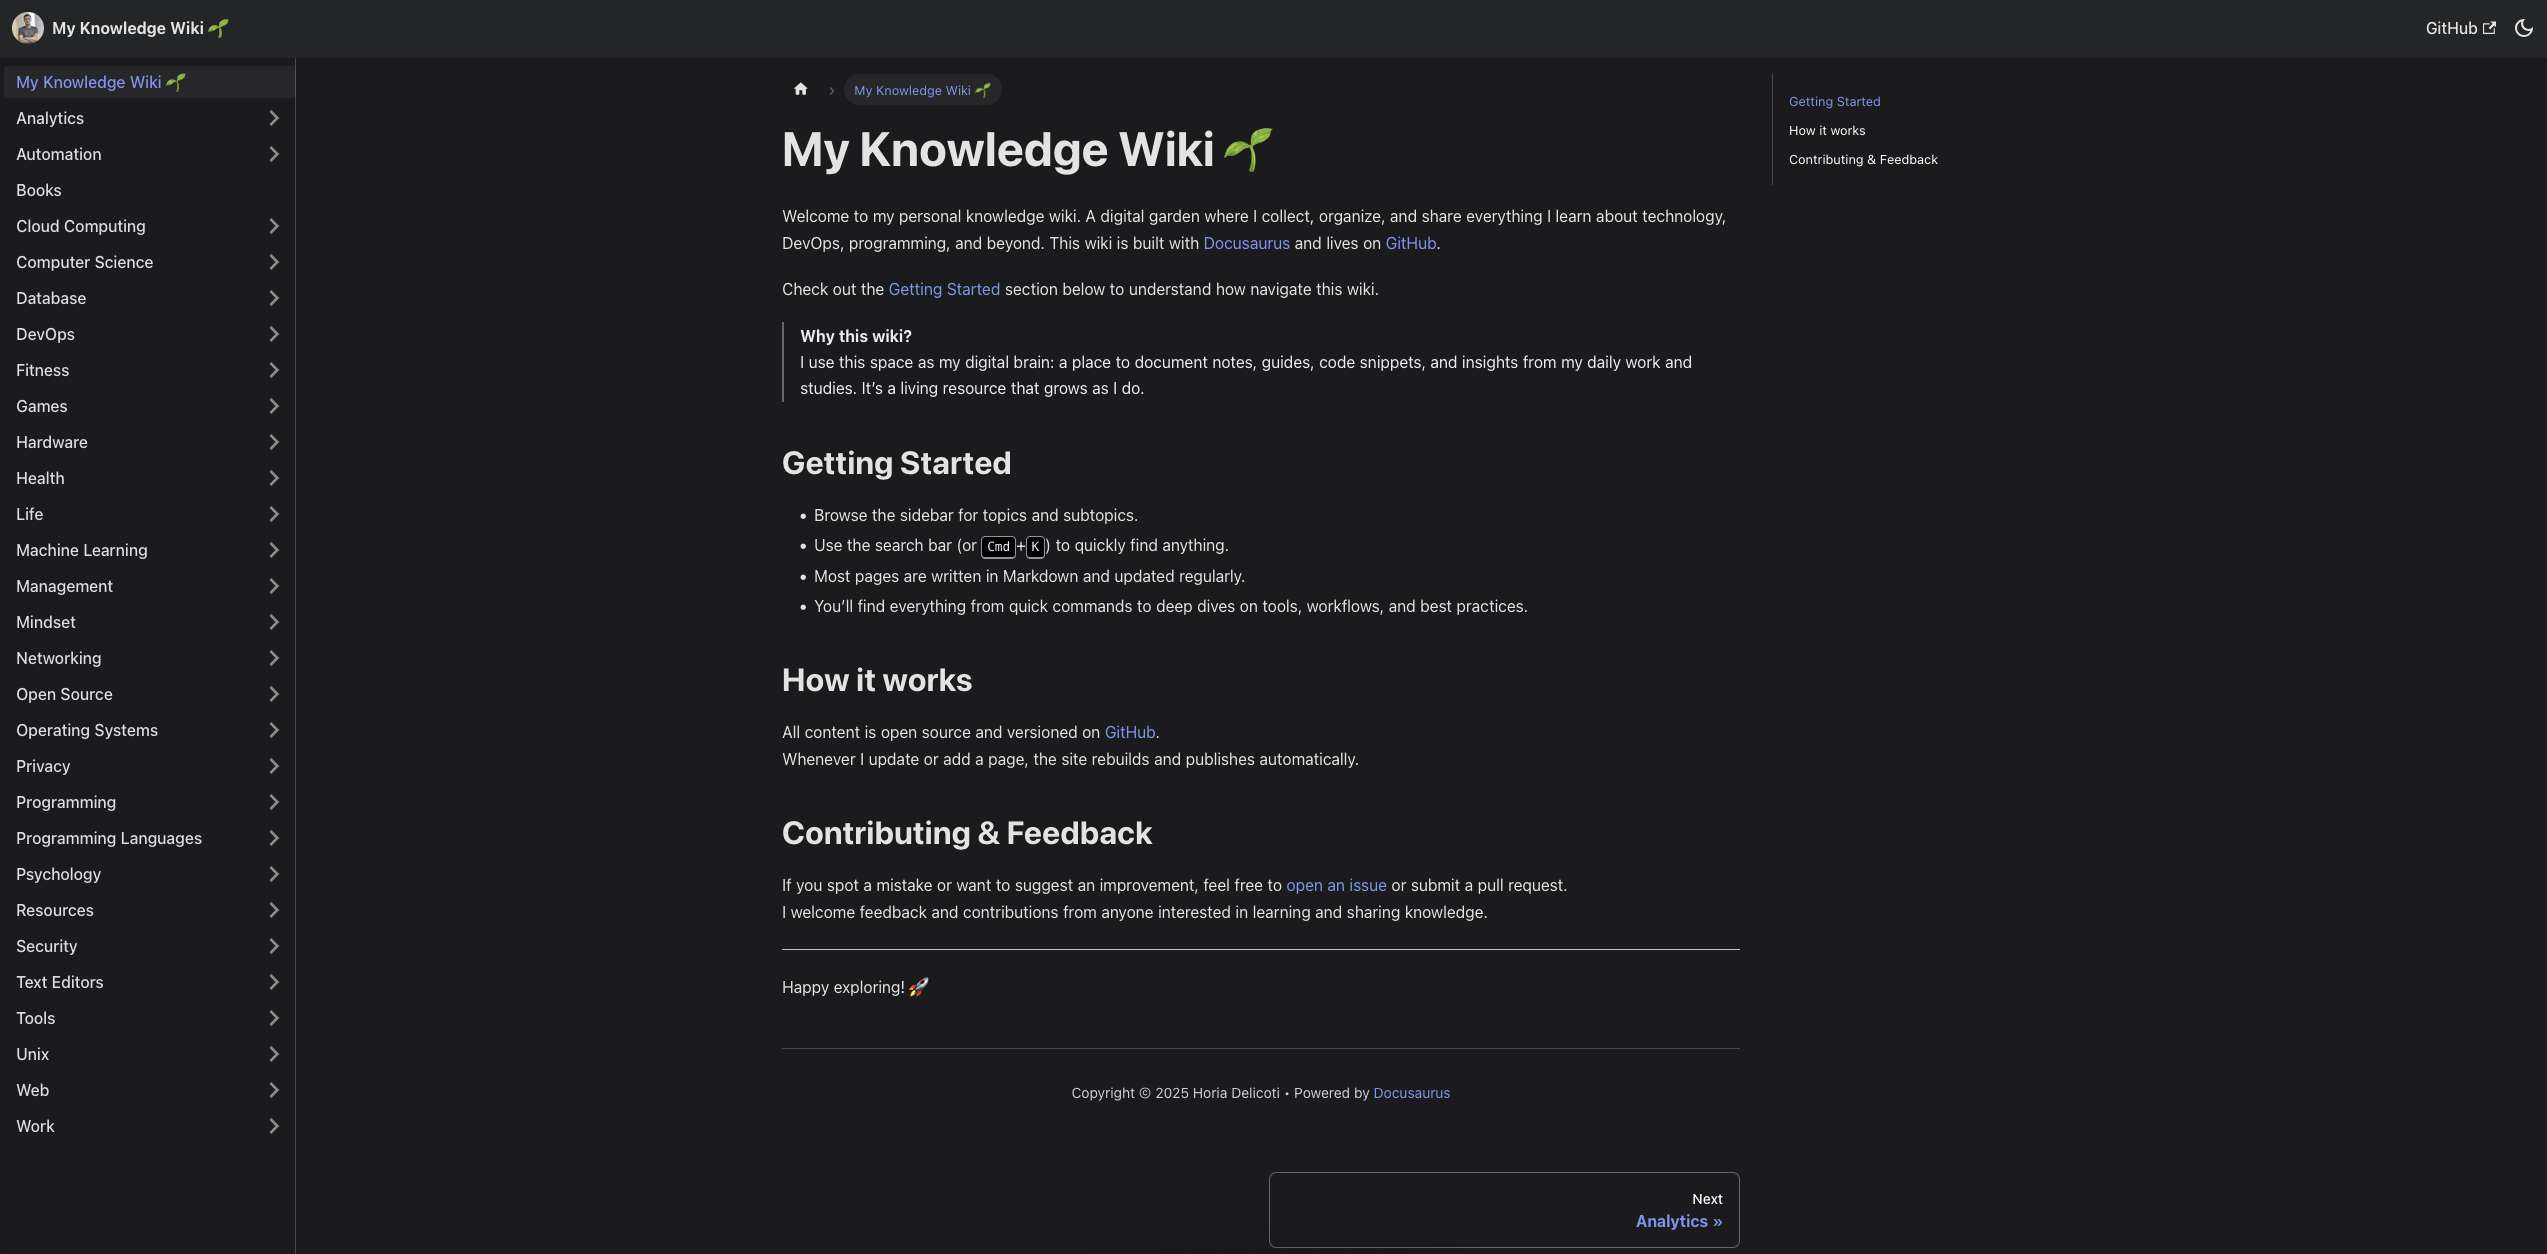 My Knowledge Wiki 🌱
GitHub
My Knowledge Wiki 🌱
Analytics
Automation
Books
Cloud Computing
Computer Science
Database
DevOps
Fitness
Games
Hardware
Health
Life
Machine Learning
Management
Mindset
Networking
Open Source
Operating Systems
Privacy
Programming
Programming Languages
Psychology
Resources
Security
Text Editors
Tools
Unix
Web
Work
My Knowledge Wiki 🌱
My Knowledge Wiki 🌱
Welcome to my personal knowledge wiki. A digital garden where I collect, organize, and share everything I learn about technology,
DevOps, programming, and beyond. This wiki is built with Docusaurus and lives on GitHub.
Check out the Getting Started section below to understand how navigate this wiki.
Why this wiki?
I use this space as my digital brain: a place to document notes, guides, code snippets, and insights from my daily work and
studies. It’s a living resource that grows as I do.
Getting Started
• Browse the sidebar for topics and subtopics.
• Use the search bar (or Cmd+K) to quickly find anything.
• Most pages are written in Markdown and updated regularly.
• You’ll find everything from quick commands to deep dives on tools, workflows, and best practices.
How it works
All content is open source and versioned on GitHub.
Whenever I update or add a page, the site rebuilds and publishes automatically.
Contributing & Feedback
If you spot a mistake or want to suggest an improvement, feel free to open an issue or submit a pull request.
I welcome feedback and contributions from anyone interested in learning and sharing knowledge.
Happy exploring! 🚀
Copyright © 2025 Horia Delicoti • Powered by Docusaurus
Next
Analytics »
Getting Started
How it works
Contributing & Feedback